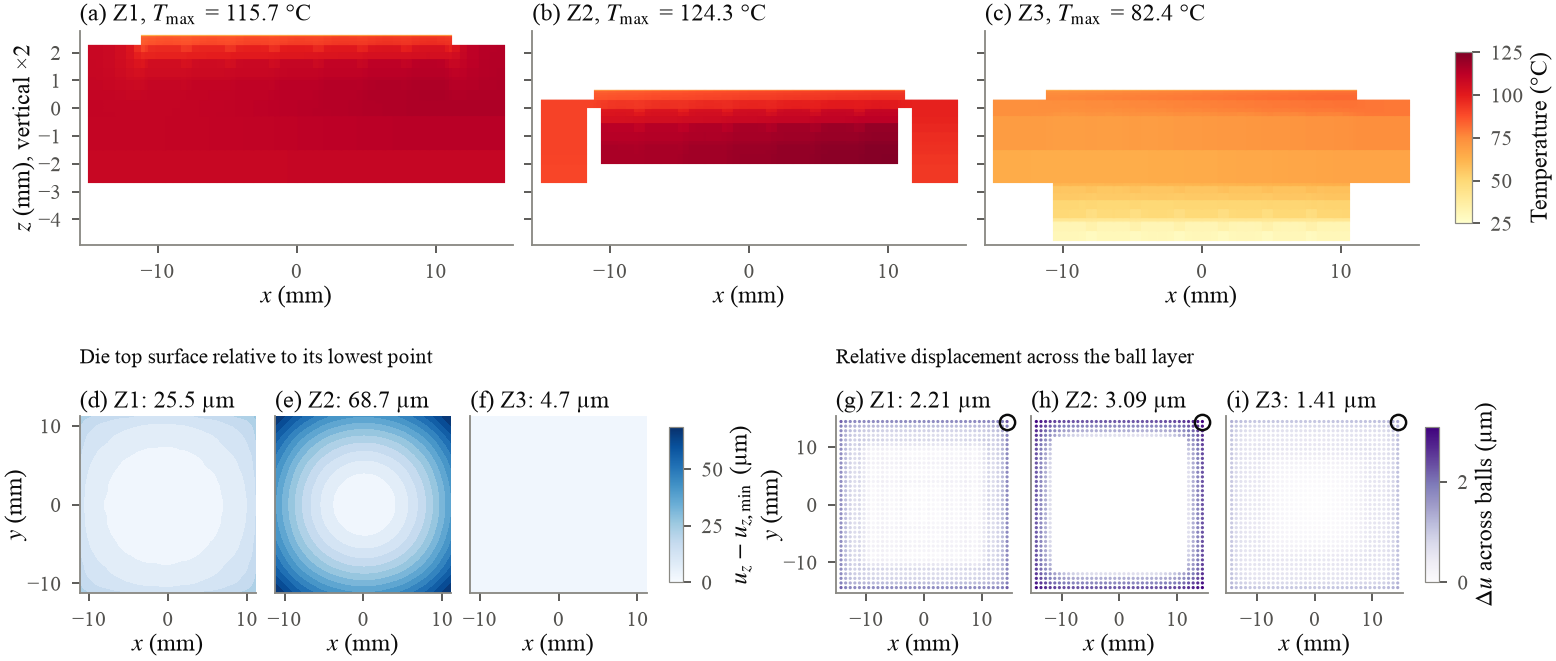 (a) Z1, Tmax = 115.7 °C
(b) Z2, Tmax = 124.3 °C
(c) Z3, Tmax = 82.4 °C
z (mm), vertical ×2
2
1
0
−1
−2
−3
−4
−10 0 10
x (mm)
−10 0 10
x (mm)
−10 0 10
x (mm)
125
100
75
50
25
Temperature (°C)
Die top surface relative to its lowest point
(d) Z1: 25.5 µm
(e) Z2: 68.7 µm
(f) Z3: 4.7 µm
y (mm)
10
0
−10
−10 0 10
x (mm)
−10 0 10
x (mm)
−10 0 10
x (mm)
50
25
0
uz − uz,min (µm)
Relative displacement across the ball layer
(g) Z1: 2.21 µm
(h) Z2: 3.09 µm
(i) Z3: 1.41 µm
y (mm)
10
0
−10
−10 0 10
x (mm)
−10 0 10
x (mm)
−10 0 10
x (mm)
2
0
Δu across balls (µm)